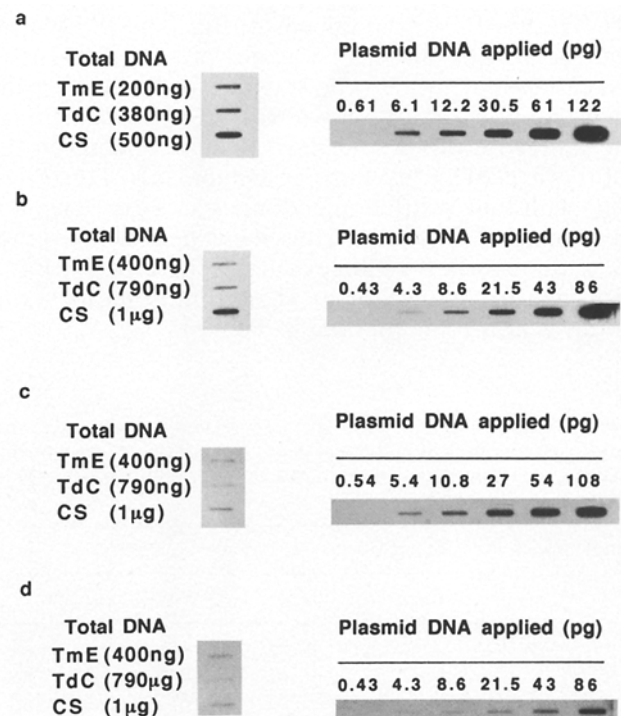 a
Total DNA
TmE (200ng)
TdC (380ng)
CS (500ng)
Plasmid DNA applied (pg)
0.61 6.1 12.2 30.5 61 122
b
Total DNA
TmE (400ng)
TdC (790ng)
CS (1µg)
Plasmid DNA applied (pg)
0.43 4.3 8.6 21.5 43 86
c
Total DNA
TmE (400ng)
TdC (790ng)
CS (1µg)
Plasmid DNA applied (pg)
0.54 5.4 10.8 27 54 108
d
Total DNA
TmE (400ng)
TdC (790µg)
CS (1µg)
Plasmid DNA applied (pg)
0.43 4.3 8.6 21.5 43 86